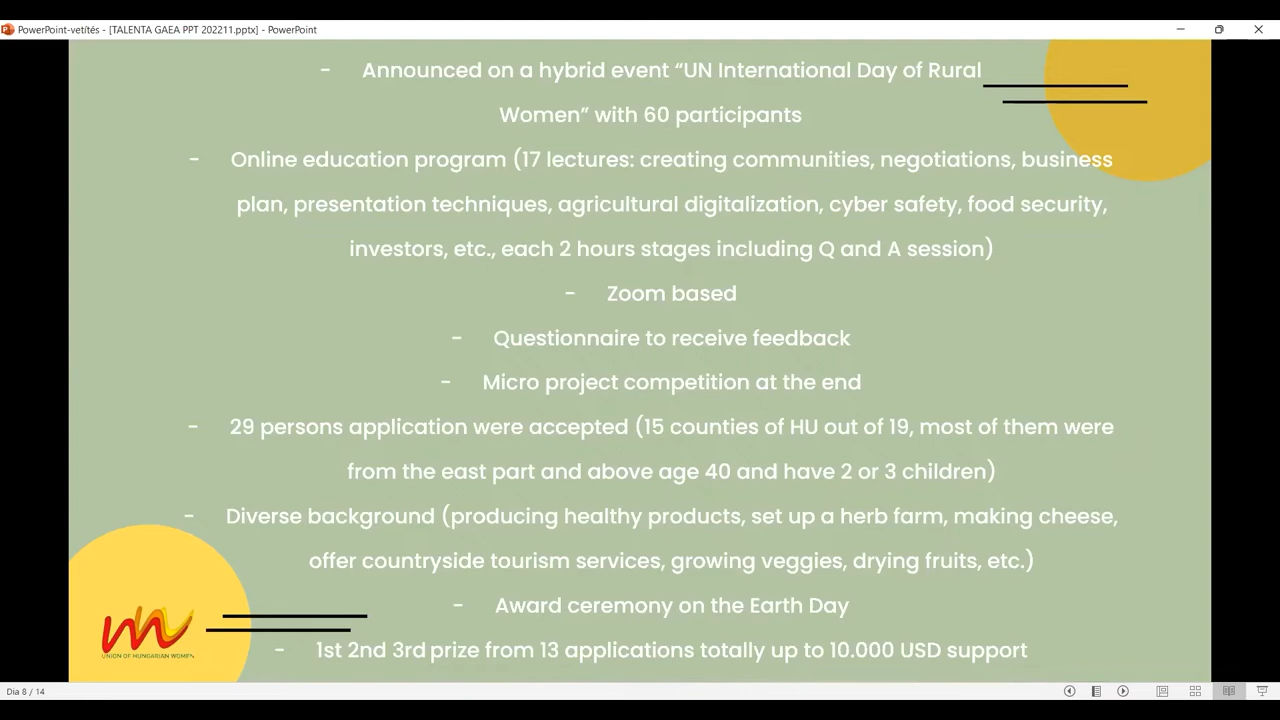 PowerPoint-vetítés - [TALENTA GAEA PPT 202211.pptx] - PowerPoint
- Announced on a hybrid event “UN International Day of Rural
Women” with 60 participants
- Online education program (17 lectures: creating communities, negotiations, business
plan, presentation techniques, agricultural digitalization, cyber safety, food security,
investors, etc., each 2 hours stages including Q and A session)
- Zoom based
- Questionnaire to receive feedback
- Micro project competition at the end
- 29 persons application were accepted (15 counties of HU out of 19, most of them were
from the east part and above age 40 and have 2 or 3 children)
- Diverse background (producing healthy products, set up a herb farm, making cheese,
offer countryside tourism services, growing veggies, drying fruits, etc.)
- Award ceremony on the Earth Day
- 1st 2nd 3rd prize from 13 applications totally up to 10.000 USD support
UNION OF HUNGARIAN WOMEN
Dia 8 / 14